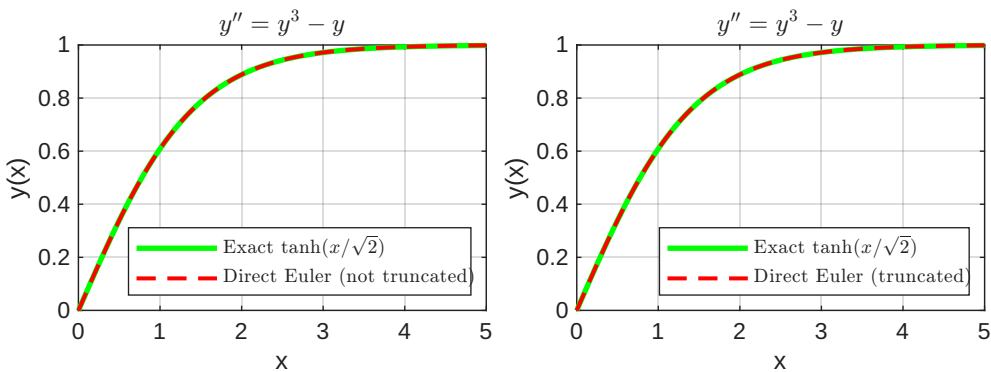 y'' = y³ − y
1
0.8
0.6
0.4
0.2
0
y(x)
Exact tanh(x/√2)
Direct Euler (not truncated)
0 1 2 3 4 5
x
y'' = y³ − y
1
0.8
0.6
0.4
0.2
0
y(x)
Exact tanh(x/√2)
Direct Euler (truncated)
0 1 2 3 4 5
x